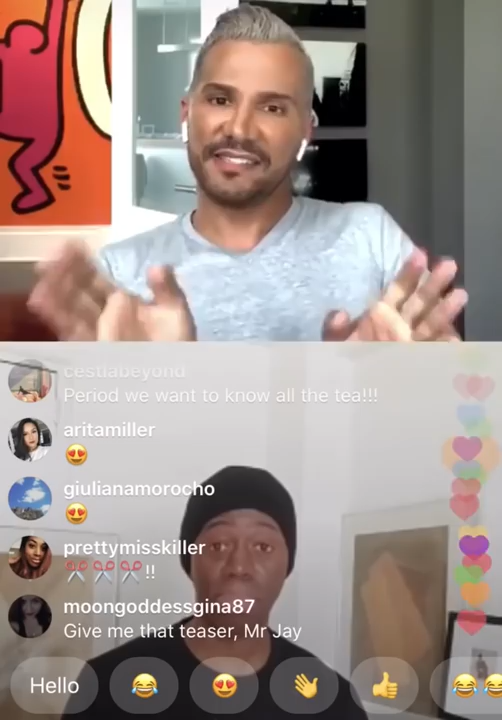 cestlabeyond
Period we want to know all the tea!!!
aritamiller
😍
giulianamorocho
😍
prettymisskiller
✂️✂️✂️!!
moongoddessgina87
Give me that teaser, Mr Jay
Hello
😂
😍
👋
👍
😂😂